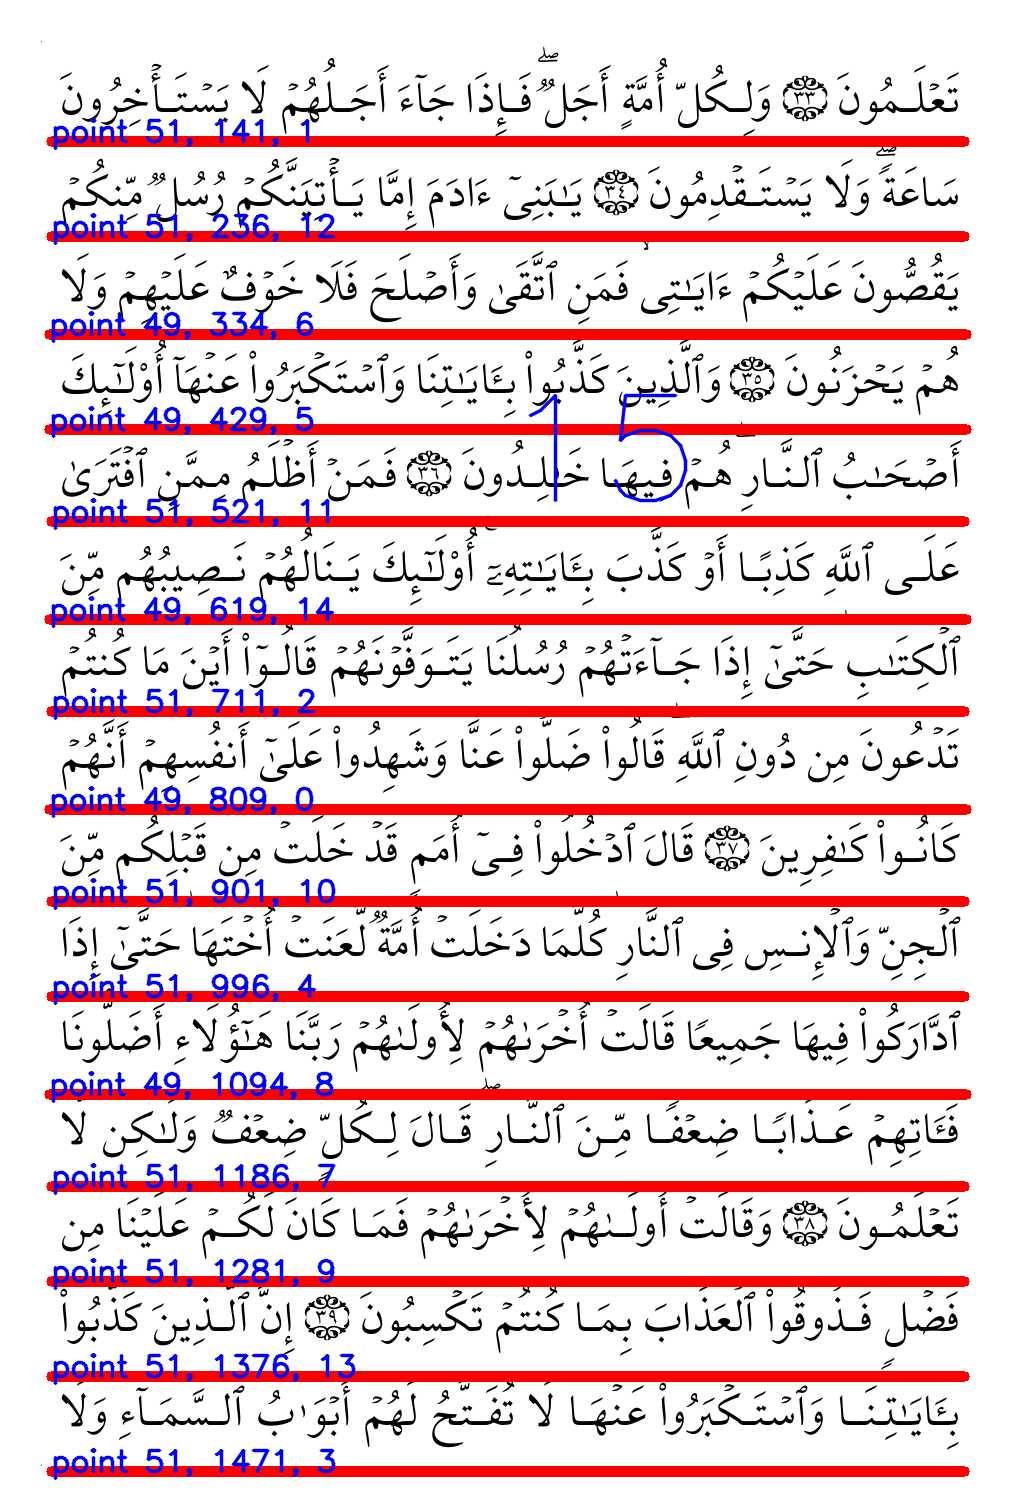 تَعۡلَمُونَ ٣٣ وَلِكُلِّ أُمَّةٍ أَجَلٞۖ فَإِذَا جَآءَ أَجَلُهُمۡ لَا يَسۡتَأۡخِرُونَ
point 51, 141, 1
سَاعَةٗۖ وَلَا يَسۡتَقۡدِمُونَ ٣٤ يَٰبَنِىٓ ءَادَمَ إِمَّا يَأۡتِيَنَّكُمۡ رُسُلٞ مِّنكُمۡ
point 51, 236, 12
يَقُصُّونَ عَلَيۡكُمۡ ءَايَٰتِى ۙ فَمَنِ ٱتَّقَىٰ وَأَصۡلَحَ فَلَا خَوۡفٌ عَلَيۡهِمۡ وَلَا
point 49, 334, 6
هُمۡ يَحۡزَنُونَ ٣٥ وَٱلَّذِينَ كَذَّبُوا۟ بِـَٔايَٰتِنَا وَٱسۡتَكۡبَرُوا۟ عَنۡهَآ أُو۟لَٰٓئِكَ
point 49, 429, 5
15
أَصۡحَٰبُ ٱلنَّارِۖ هُمۡ فِيهَا خَٰلِدُونَ ٣٦ فَمَنۡ أَظۡلَمُ مِمَّنِ ٱفۡتَرَىٰ
point 51, 521, 11
عَلَى ٱللَّهِ كَذِبًا أَوۡ كَذَّبَ بِـَٔايَٰتِهِۦٓۚ أُو۟لَٰٓئِكَ يَنَالُهُمۡ نَصِيبُهُم مِّنَ
point 49, 619, 14
ٱلۡكِتَٰبِ حَتَّىٰٓ إِذَا جَآءَتۡهُمۡ رُسُلُنَا يَتَوَفَّوۡنَهُمۡ قَالُوٓا۟ أَيۡنَ مَا كُنتُمۡ
point 51, 711, 2
تَدۡعُونَ مِن دُونِ ٱللَّهِۖ قَالُوا۟ ضَلُّوا۟ عَنَّا وَشَهِدُوا۟ عَلَىٰٓ أَنفُسِهِمۡ أَنَّهُمۡ
point 49, 809, 0
كَانُوا۟ كَٰفِرِينَ ٣٧ قَالَ ٱدۡخُلُوا۟ فِىٓ أُمَمٖ قَدۡ خَلَتۡ مِن قَبۡلِكُم مِّنَ
point 51, 901, 10
ٱلۡجِنِّ وَٱلۡإِنسِ فِى ٱلنَّارِ كُلَّمَا دَخَلَتۡ أُمَّةٞ لَّعَنَتۡ أُخۡتَهَا حَتَّىٰٓ إِذَا
point 51, 996, 4
ٱدَّارَكُوا۟ فِيهَا جَمِيعٗا قَالَتۡ أُخۡرَىٰهُمۡ لِأُولَىٰهُمۡ رَبَّنَا هَٰٓؤُلَآءِ أَضَلُّونَا
point 49, 1094, 8
فَـَٔاتِهِمۡ عَذَابٗا ضِعۡفٗا مِّنَ ٱلنَّارِۖ قَالَ لِكُلّٖ ضِعۡفٞ وَلَٰكِن لَّا
point 51, 1186, 7
تَعۡلَمُونَ ٣٨ وَقَالَتۡ أُولَىٰهُمۡ لِأُخۡرَىٰهُمۡ فَمَا كَانَ لَكُمۡ عَلَيۡنَا مِن
point 51, 1281, 9
فَضۡلٖ فَذُوقُوا۟ ٱلۡعَذَابَ بِمَا كُنتُمۡ تَكۡسِبُونَ ٣٩ إِنَّ ٱلَّذِينَ كَذَّبُوا۟
point 51, 1376, 13
بِـَٔايَٰتِنَا وَٱسۡتَكۡبَرُوا۟ عَنۡهَا لَا تُفَتَّحُ لَهُمۡ أَبۡوَٰبُ ٱلسَّمَآءِ وَلَا
point 51, 1471, 3